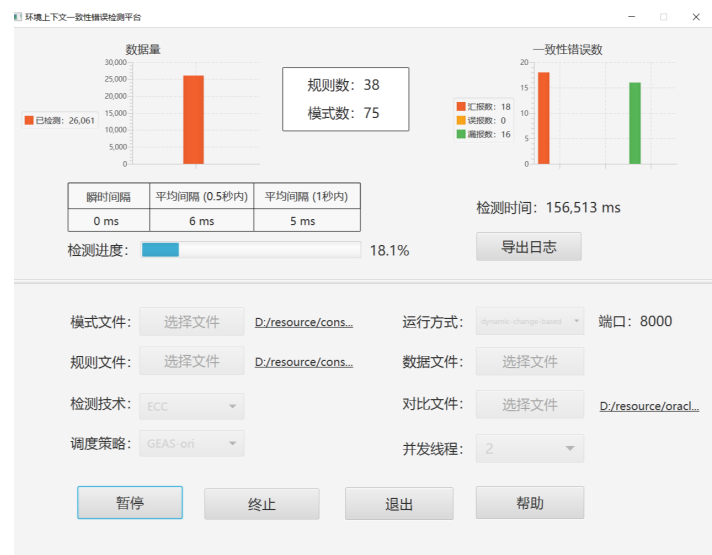 环境上下文一致性错误检测平台
数据量
30,000
25,000
20,000
15,000
10,000
5,000
0
已检测: 26,061
规则数: 38
模式数: 75
一致性错误数
20
15
10
5
0
汇报数: 18
误报数: 0
漏报数: 16
瞬时间隔 平均间隔 (0.5秒内) 平均间隔 (1秒内)
0 ms 6 ms 5 ms
检测进度: 18.1%
检测时间: 156,513 ms
导出日志
模式文件: 选择文件 D:/resource/cons... 运行方式: dynamic-change-based 端口: 8000
规则文件: 选择文件 D:/resource/cons... 数据文件: 选择文件
检测技术: ECC 对比文件: 选择文件 D:/resource/oracl...
调度策略: GEAS-ori 并发线程: 2
暂停 终止 退出 帮助